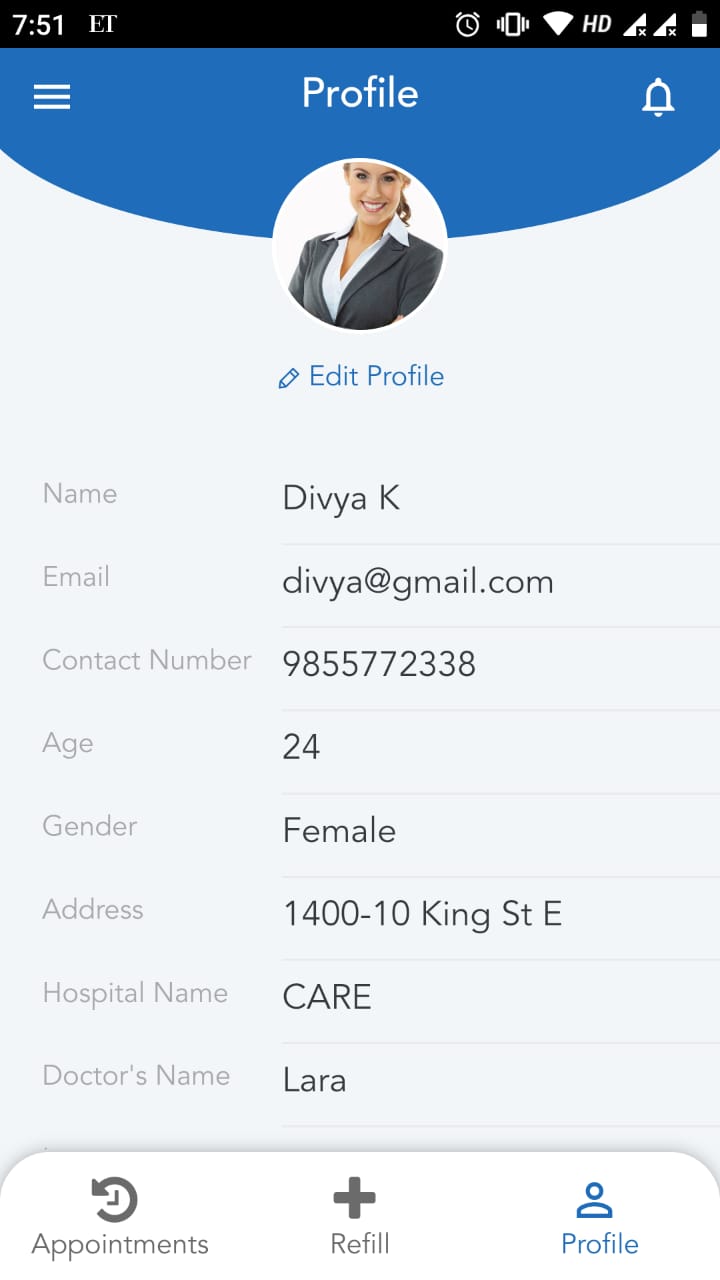 7:51 ET HD
Profile
Edit Profile
Name Divya K
Email divya@gmail.com
Contact Number 9855772338
Age 24
Gender Female
Address 1400-10 King St E
Hospital Name CARE
Doctor's Name Lara
Appointments Refill Profile